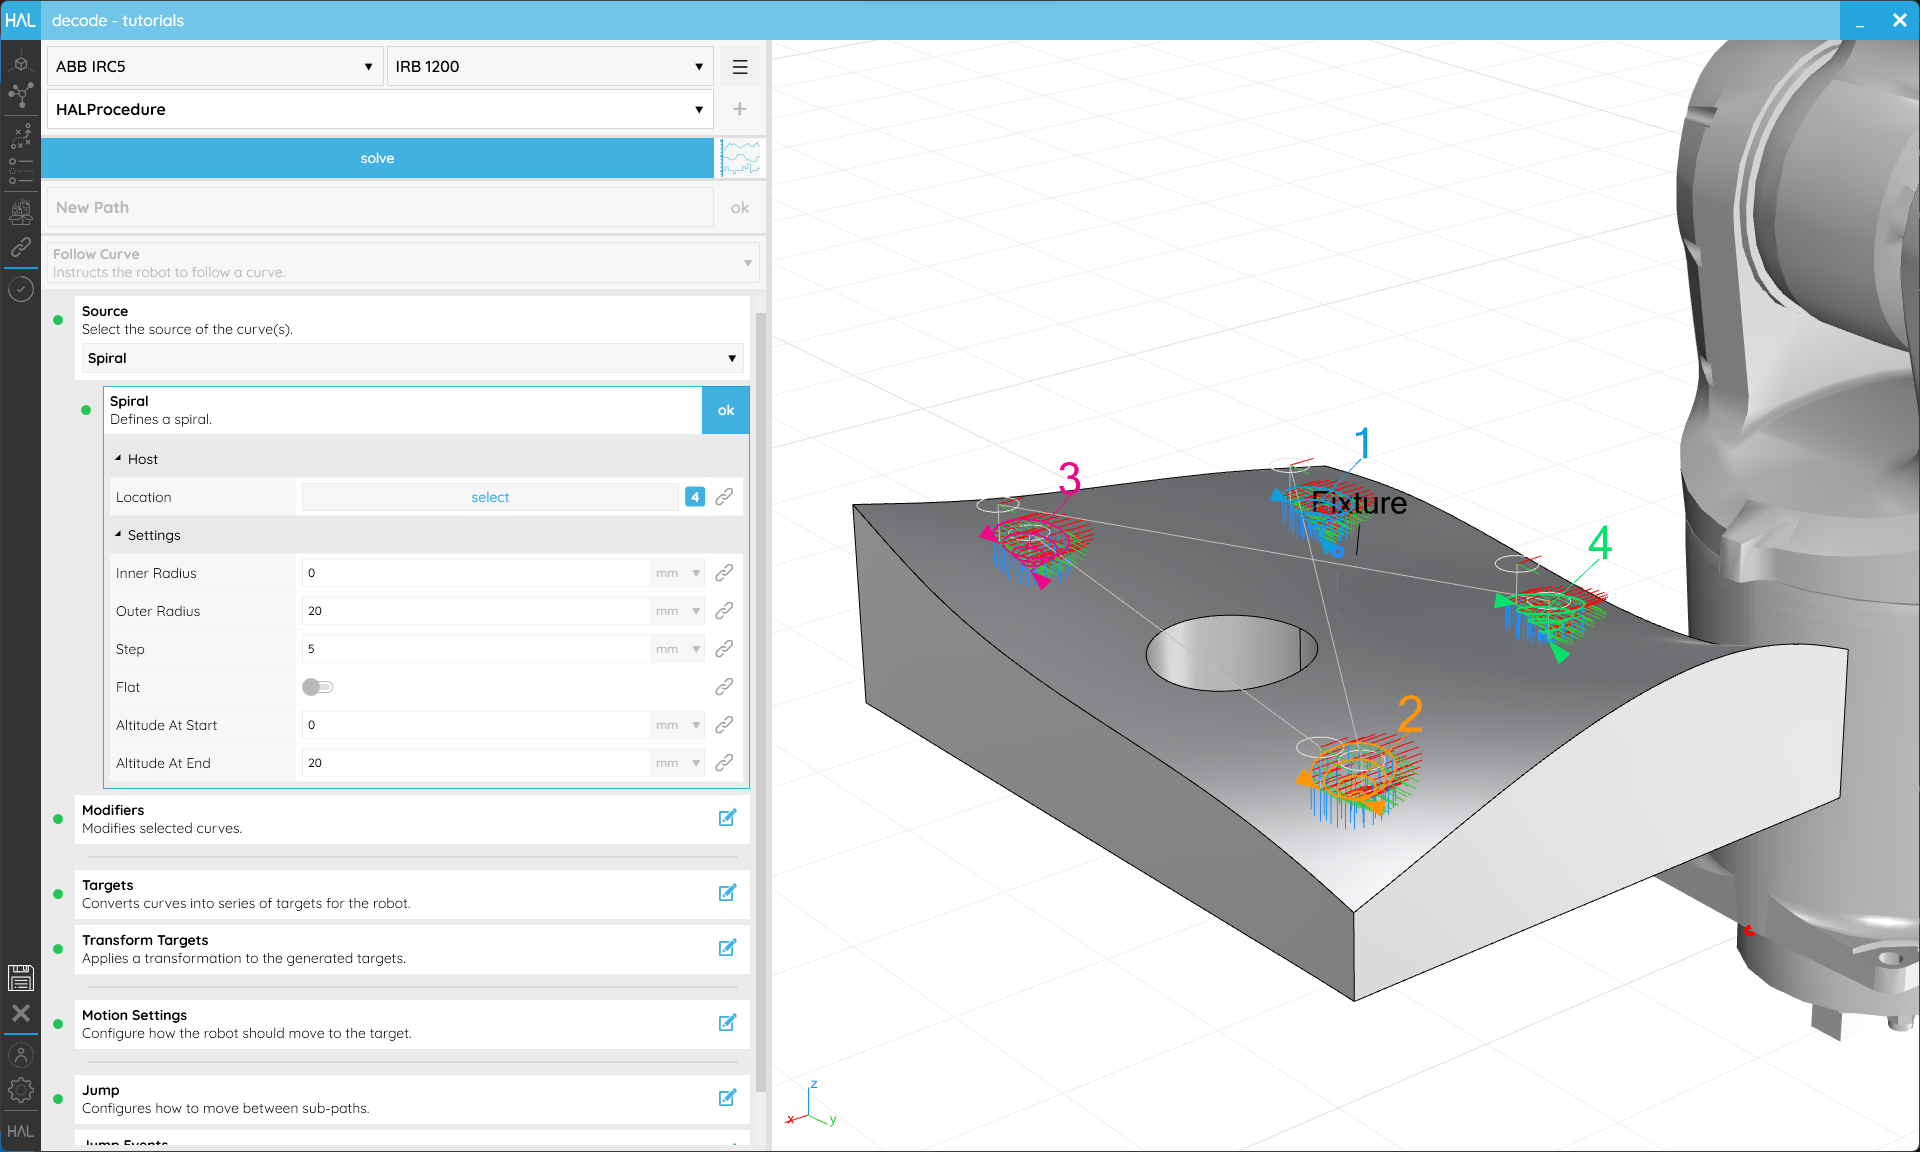 HAL decode - tutorials
ABB IRC5
IRB 1200
HALProcedure
solve
New Path
ok
Follow Curve
Instructs the robot to follow a curve.
Source
Select the source of the curve(s).
Spiral
Spiral
Defines a spiral.
ok
Host
Location
select
4
Settings
Inner Radius
0
mm
Outer Radius
20
mm
Step
5
mm
Flat
Altitude At Start
0
mm
Altitude At End
20
mm
Modifiers
Modifies selected curves.
Targets
Converts curves into series of targets for the robot.
Transform Targets
Applies a transformation to the generated targets.
Motion Settings
Configure how the robot should move to the target.
Jump
Configures how to move between sub-paths.
Jump Events
HAL
1
3
Fixture
4
2
z
x
y